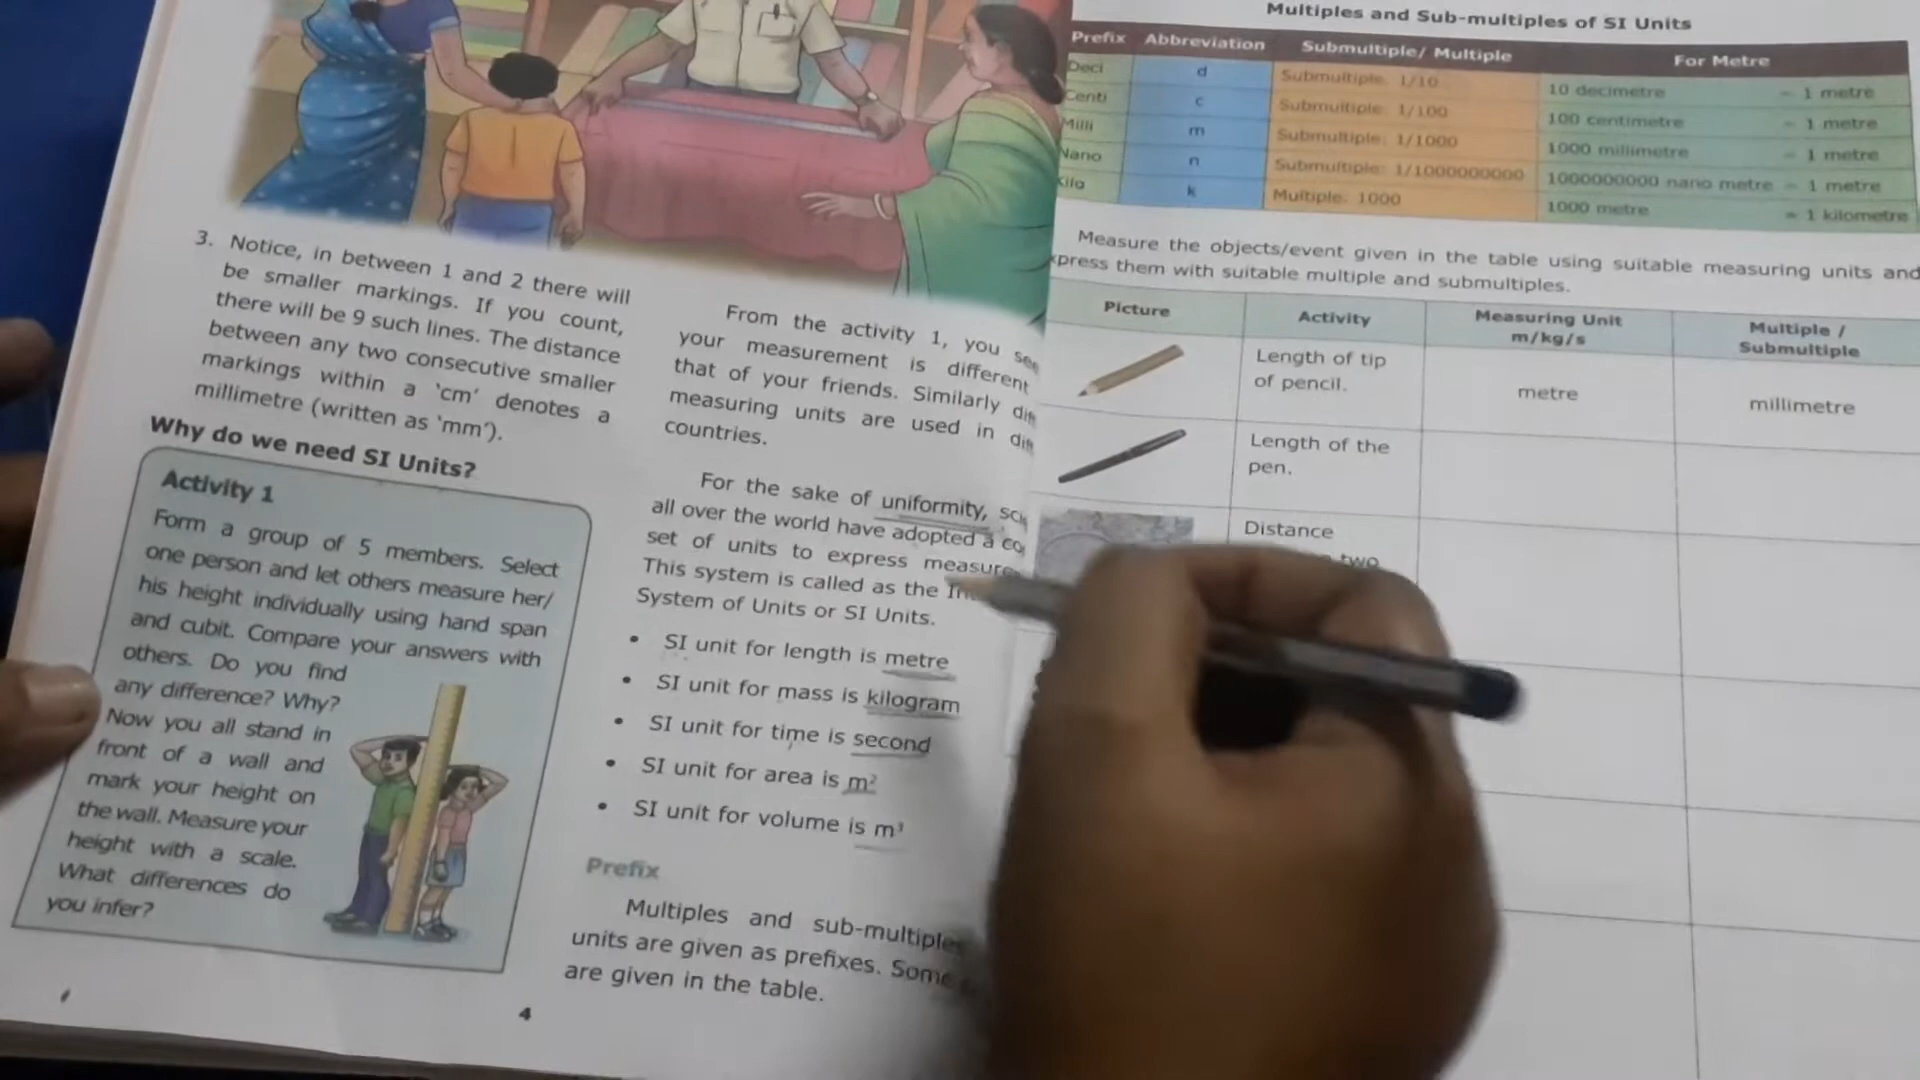 3. Notice, in between 1 and 2 there will
be smaller markings. If you count,
there will be 9 such lines. The distance
between any two consecutive smaller
markings within a ‘cm’ denotes a
millimetre (written as ‘mm’).
Why do we need SI Units?
Activity 1
Form a group of 5 members. Select
one person and let others measure her/
his height individually using hand span
and cubit. Compare your answers with
others. Do you find
any difference? Why?
Now you all stand in
front of a wall and
mark your height on
the wall. Measure your
height with a scale.
What differences do
you infer?
From the activity 1, you see
your measurement is different
that of your friends. Similarly
measuring units are used in
countries.
For the sake of uniformity,
all over the world have adopted a
set of units to express
This system is called as the
System of Units or SI Units.
• SI unit for length is metre
• SI unit for mass is kilogram
• SI unit for time is second
• SI unit for area is m²
• SI unit for volume is m³
Prefix
Multiples and sub-multiples
units are given as prefixes. Some
are given in the table.
4
Multiples and Sub-multiples of SI Units
Prefix Abbreviation Submultiple/ Multiple For Metre
Deci d Submultiple. 1/10 10 decimetre = 1 metre
Centi c Submultiple. 1/100 100 centimetre = 1 metre
Milli m Submultiple. 1/1000 1000 millimetre = 1 metre
Nano n Submultiple. 1/1000000000 1000000000 nano metre = 1 metre
Kilo k Multiple. 1000 1000 metre = 1 kilometre
Measure the objects/event given in the table using suitable measuring units and
them with suitable multiple and submultiples.
Picture Activity Measuring Unit m/kg/s Multiple / Submultiple
Length of tip
of pencil. metre millimetre
Length of the
pen.
Distance
two